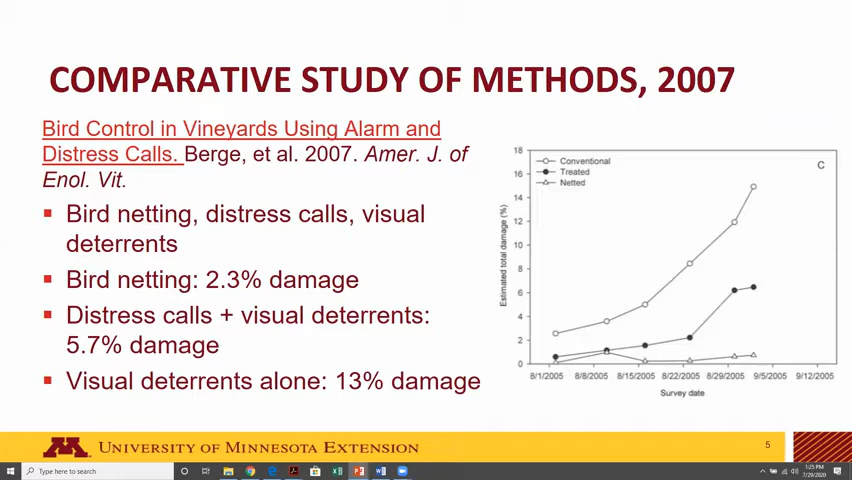 COMPARATIVE STUDY OF METHODS, 2007
Bird Control in Vineyards Using Alarm and
Distress Calls. Berge, et al. 2007. Amer. J. of
Enol. Vit.
Bird netting, distress calls, visual
deterrents
Bird netting: 2.3% damage
Distress calls + visual deterrents:
5.7% damage
Visual deterrents alone: 13% damage
Conventional
Treated
Netted
C
Estimated total damage (%)
18
16
14
12
10
8
6
4
2
0
8/1/2005 8/8/2005 8/15/2005 8/22/2005 8/29/2005 9/5/2005 9/12/2005
Survey date
UNIVERSITY OF MINNESOTA EXTENSION
5
Type here to search
1:25 PM
7/29/2020